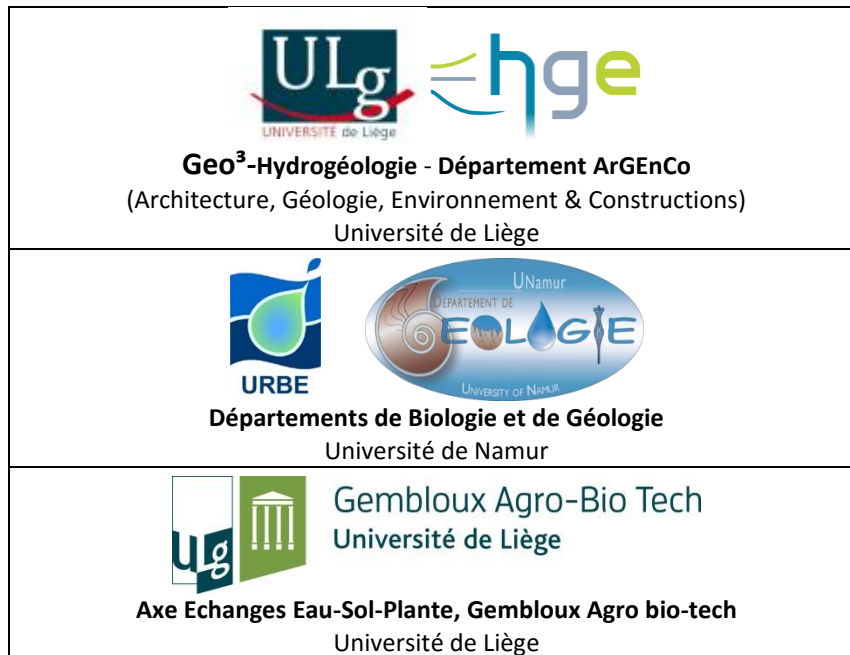 ULg hge
UNIVERSITÉ de Liège
Geo³-Hydrogéologie - Département ArGEnCo
(Architecture, Géologie, Environnement & Constructions)
Université de Liège
UNamur
DÉPARTEMENT DE
GEOLOGIE
UNIVERSITY OF NAMUR
URBE
Départements de Biologie et de Géologie
Université de Namur
Gembloux Agro-Bio Tech
Université de Liège
ULg
Axe Echanges Eau-Sol-Plante, Gembloux Agro bio-tech
Université de Liège